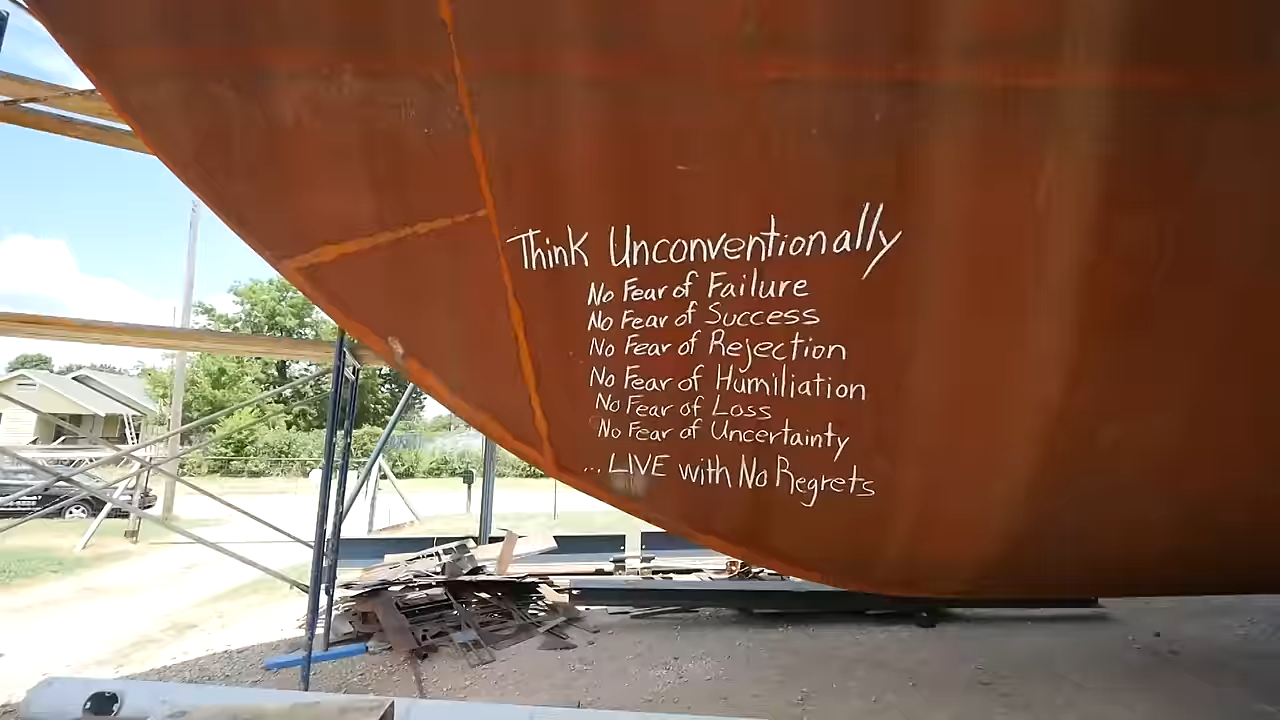 Think Unconventionally
No Fear of Failure
No Fear of Success
No Fear of Rejection
No Fear of Humiliation
No Fear of Loss
No Fear of Uncertainty
... LIVE with No Regrets